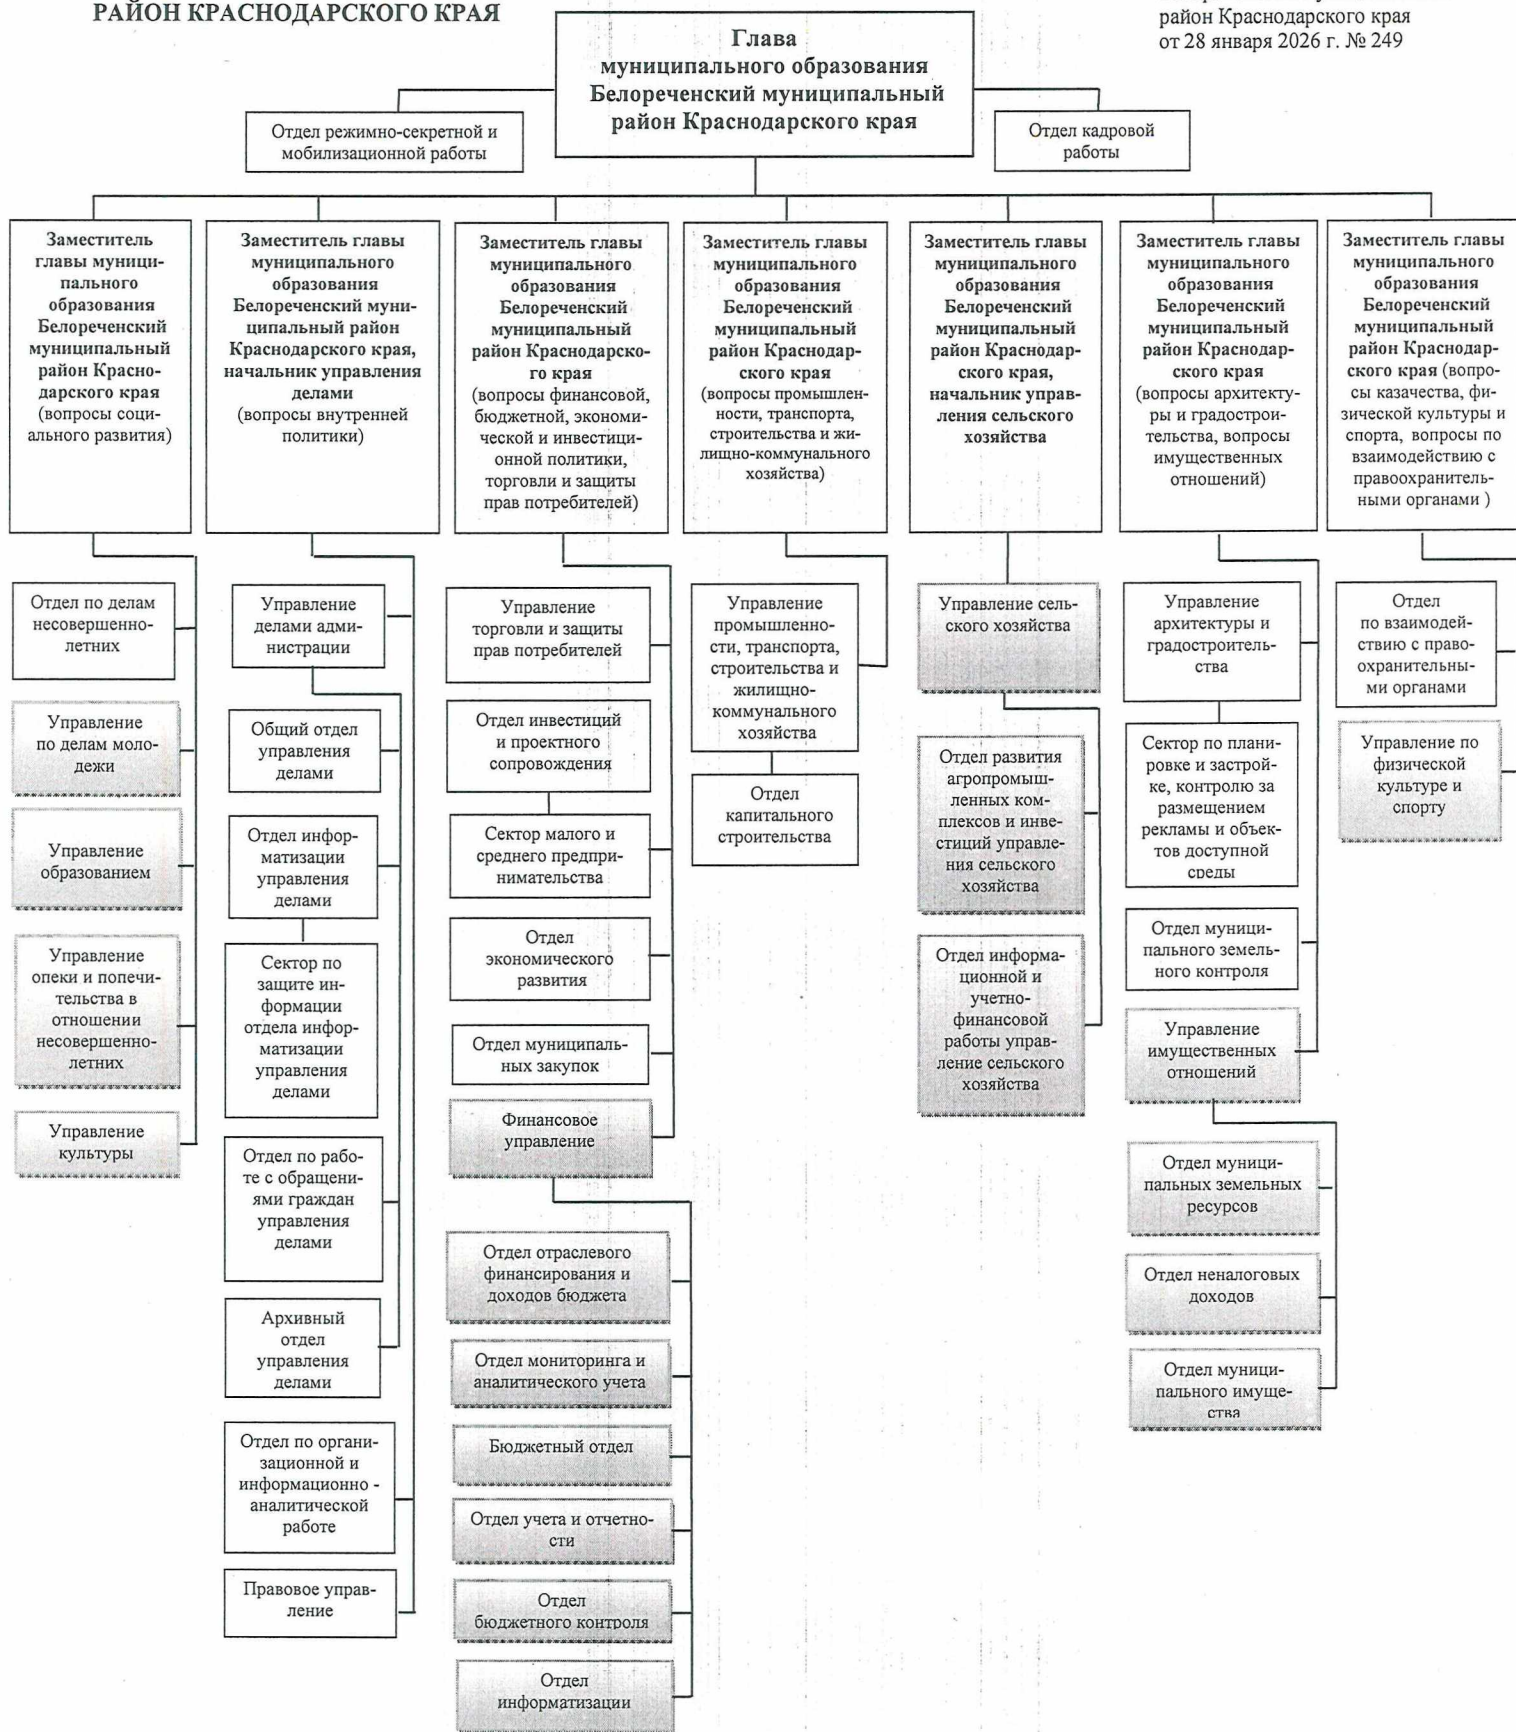 РАЙОН КРАСНОДАРСКОГО КРАЯ
район Краснодарского края
от 28 января 2026 г. № 249
Глава
муниципального образования
Белореченский муниципальный
район Краснодарского края
Отдел режимно-секретной и
мобилизационной работы
Отдел кадровой
работы
Заместитель
главы муници-
пального
образования
Белореченский
муниципальный
район Красно-
дарского края
(вопросы соци-
ального развития)
Заместитель главы
муниципального
образования
Белореченский муни-
ципальный район
Краснодарского края,
начальник управления
делами
(вопросы внутренней
политики)
Заместитель главы
муниципального
образования
Белореченский
муниципальный
район Краснодарско-
го края
(вопросы финансовой,
бюджетной, экономи-
ческой и инвестици-
онной политики,
торговли и защиты
прав потребителей)
Заместитель главы
муниципального
образования
Белореченский
муниципальный
район Краснодар-
ского края
(вопросы промышлен-
ности, транспорта,
строительства и жи-
лищно-коммунального
хозяйства)
Заместитель главы
муниципального
образования
Белореченский
муниципальный
район Краснодар-
ского края,
начальник управ-
ления сельского
хозяйства
Заместитель главы
муниципального
образования
Белореченский
муниципальный
район Краснодар-
ского края
(вопросы архитекту-
ры и градострои-
тельства, вопросы
имущественных
отношений)
Заместитель главы
муниципального
образования
Белореченский
муниципальный
район Краснодар-
ского края (вопро-
сы казачества, фи-
зической культуры и
спорта, вопросы по
взаимодействию с
правоохранитель-
ными органами )
Отдел по делам
несовершенно-
летних
Управление
по делам моло-
дежи
Управление
образованием
Управление
опеки и попечи-
тельства в
отношении
несовершенно-
летних
Управление
культуры
Управление
делами адми-
нистрации
Общий отдел
управления
делами
Отдел инфор-
матизации
управления
делами
Сектор по
защите ин-
формации
отдела инфор-
матизации
управления
делами
Отдел по рабо-
те с обращени-
ями граждан
управления
делами
Архивный
отдел
управления
делами
Отдел по органи-
зационной и
информационно -
аналитической
работе
Правовое управ-
ление
Управление
торговли и защиты
прав потребителей
Отдел инвестиций
и проектного
сопровождения
Сектор малого и
среднего предпри-
нимательства
Отдел
экономического
развития
Отдел муниципаль-
ных закупок
Финансовое
управление
Отдел отраслевого
финансирования и
доходов бюджета
Отдел мониторинга и
аналитического учета
Бюджетный отдел
Отдел учета и отчетно-
сти
Отдел
бюджетного контроля
Отдел
информатизации
Управление
промышленно-
сти, транспорта,
строительства и
жилищно-
коммунального
хозяйства
Отдел
капитального
строительства
Управление сель-
ского хозяйства
Отдел развития
агропромыш-
ленных ком-
плексов и инве-
стиций управле-
ния сельского
хозяйства
Отдел информа-
ционной и
учетно-
финансовой
работы управ-
ление сельского
хозяйства
Управление
архитектуры и
градостроитель-
ства
Сектор по плани-
ровке и застрой-
ке, контролю за
размещением
рекламы и объек-
тов доступной
среды
Отдел муници-
пального земель-
ного контроля
Управление
имущественных
отношений
Отдел муници-
пальных земельных
ресурсов
Отдел неналоговых
доходов
Отдел муници-
пального имуще-
ства
Отдел
по взаимодей-
ствию с право-
охранительны-
ми органами
Управление по
физической
культуре и
спорту